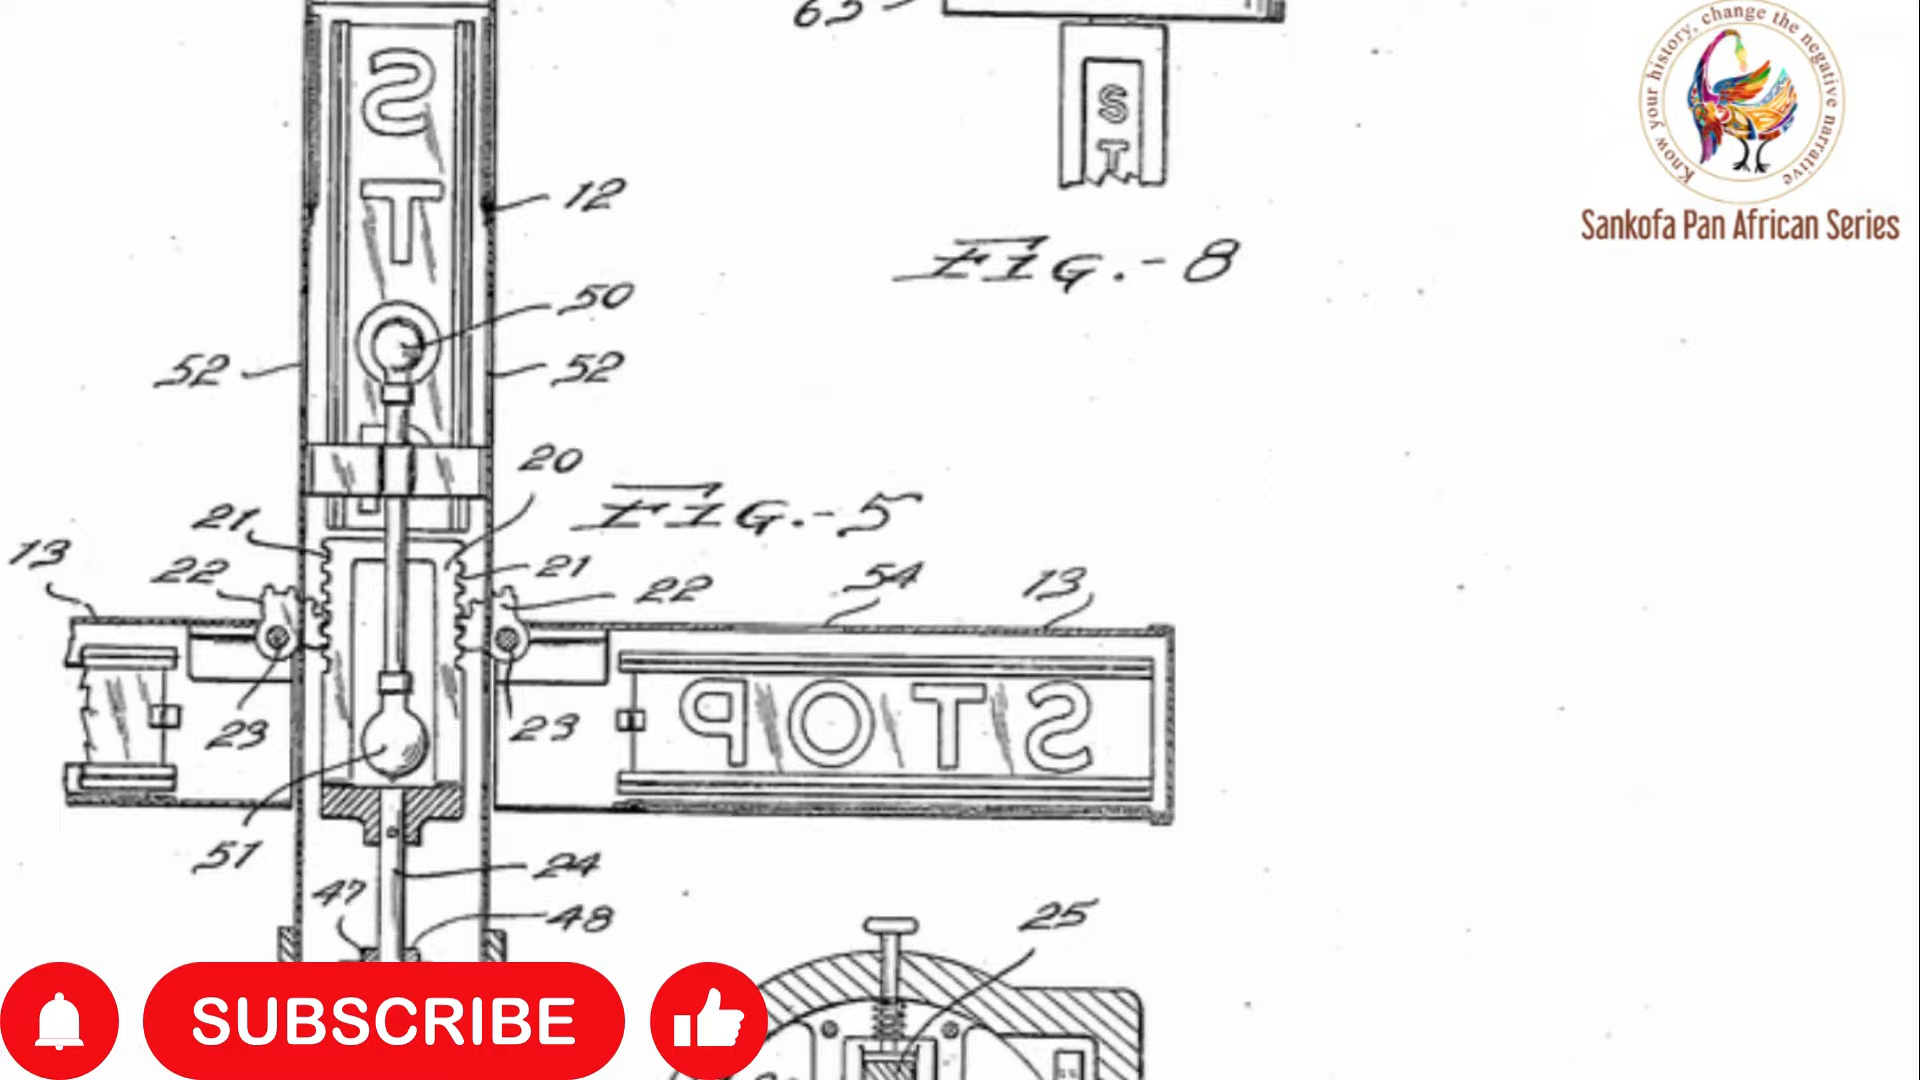 63
S
T
FIG.-8
S
T
O
12
50
52
52
20
FIG.-5
21
13
22
21
22
54
13
STOP
23
23
51
24
47
48
25
SUBSCRIBE
Know your history, change the negative narrative
Sankofa Pan African Series